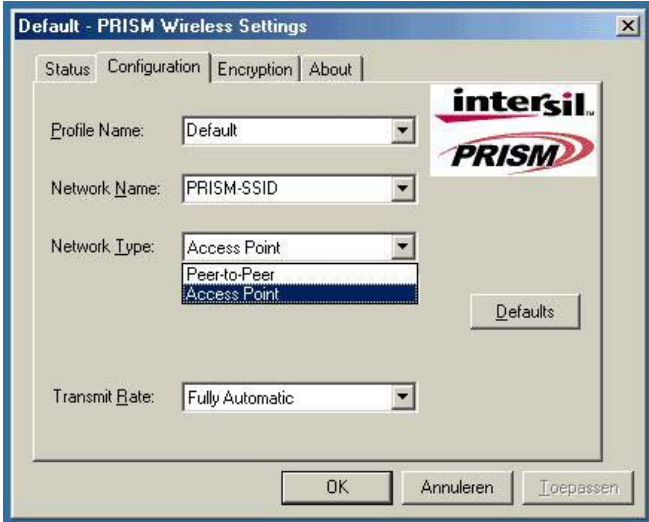 Default - PRISM Wireless Settings
Status Configuration Encryption About
intersil™
PRISM
Profile Name: Default
Network Name: PRISM-SSID
Network Type: Access Point
Peer-to-Peer
Access Point
Defaults
Transmit Rate: Fully Automatic
OK Annuleren Toepassen